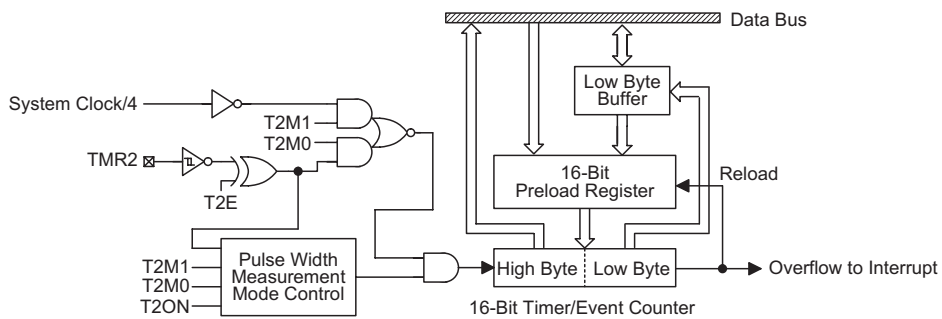 Data Bus
Low Byte
Buffer
System Clock/4
T2M1
T2M0
TMR2
T2E
16-Bit
Preload Register
Reload
T2M1
T2M0
T2ON
Pulse Width
Measurement
Mode Control
High Byte
Low Byte
Overflow to Interrupt
16-Bit Timer/Event Counter